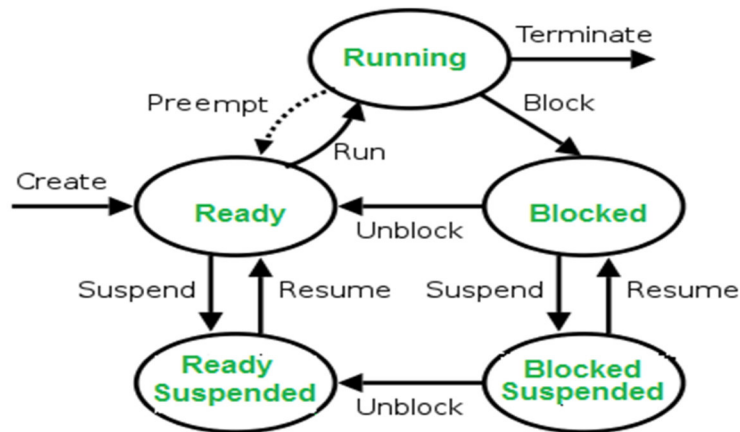 Running
Terminate
Preempt
Block
Run
Create
Ready
Blocked
Unblock
Suspend
Resume
Suspend
Resume
Ready
Suspended
Blocked
Suspended
Unblock